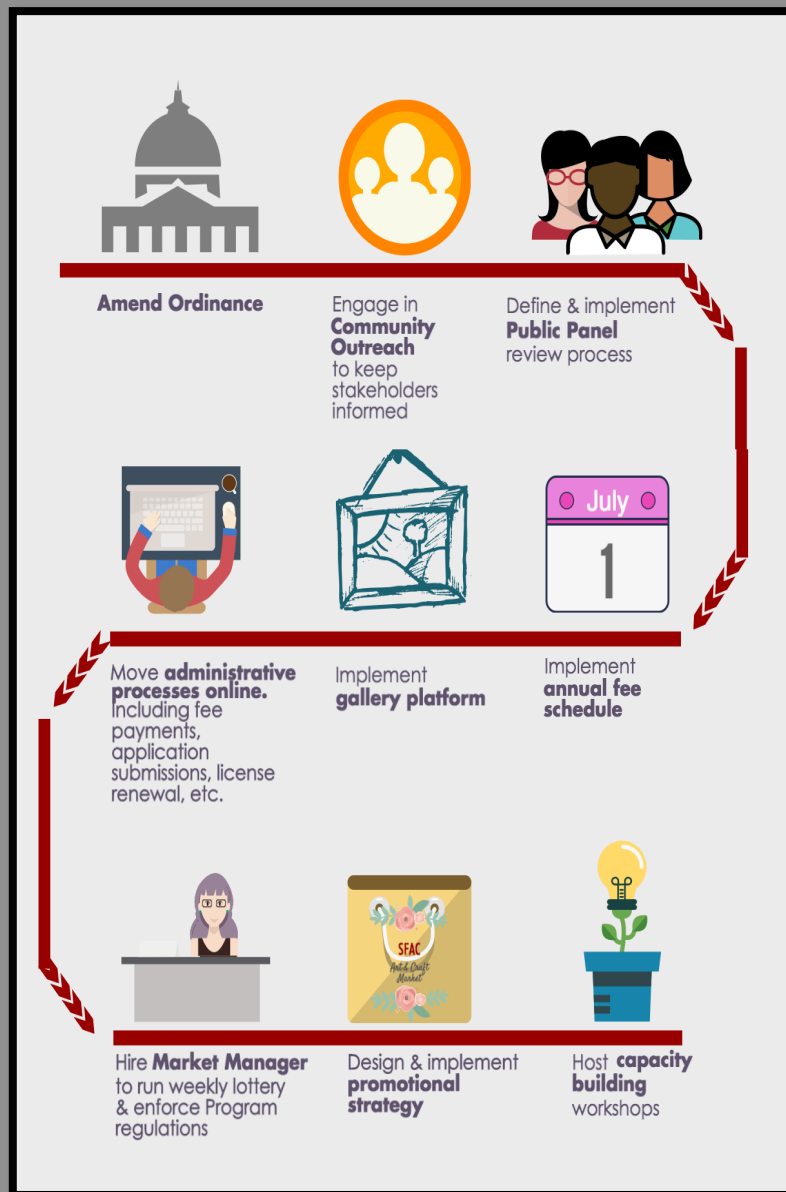 Amend Ordinance
Engage in
Community
Outreach
to keep
stakeholders
informed
Define & implement
Public Panel
review process
July
1
Move administrative
processes online.
Including fee
payments,
application
submissions, license
renewal, etc.
Implement
gallery platform
Implement
annual fee
schedule
SFAC
Art & Craft
Market
Hire Market Manager
to run weekly lottery
& enforce Program
regulations
Design & implement
promotional
strategy
Host capacity
building
workshops